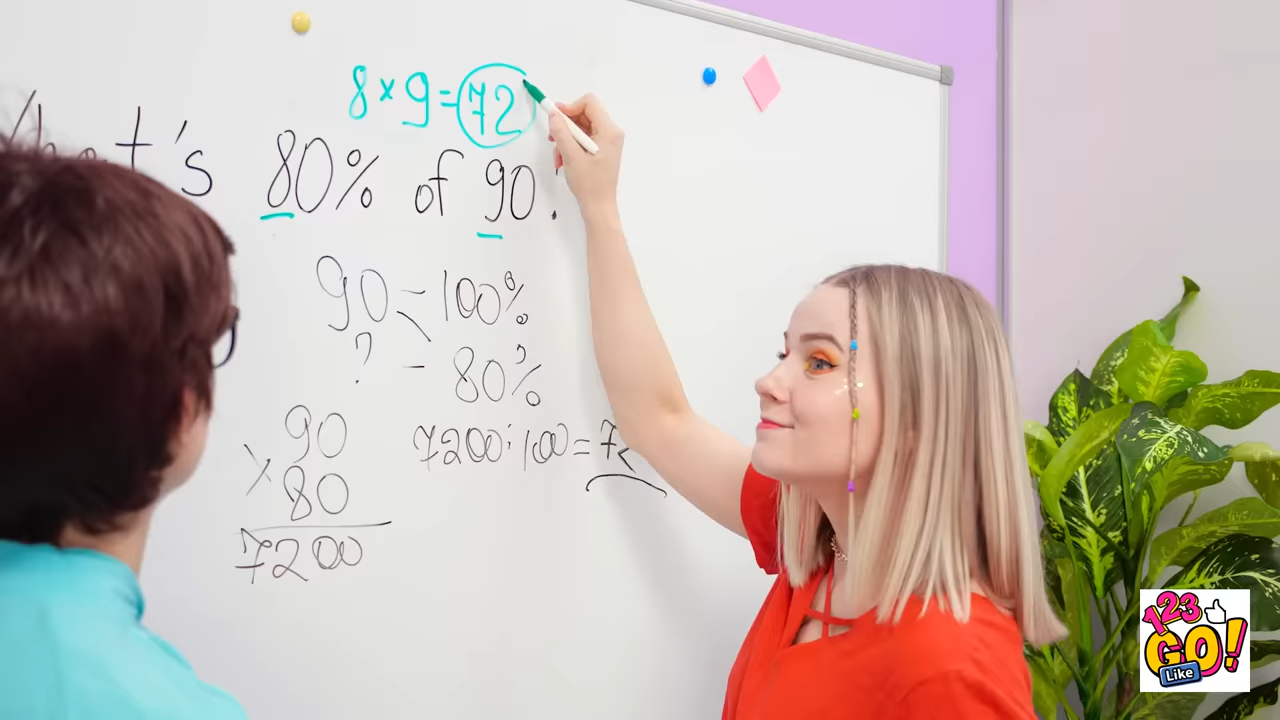 8 × 9 = 72
's 80% of 90?
90 – 100%
? – 80%
90
× 80
7200
7200 : 100 = 72
123
GO!
Like